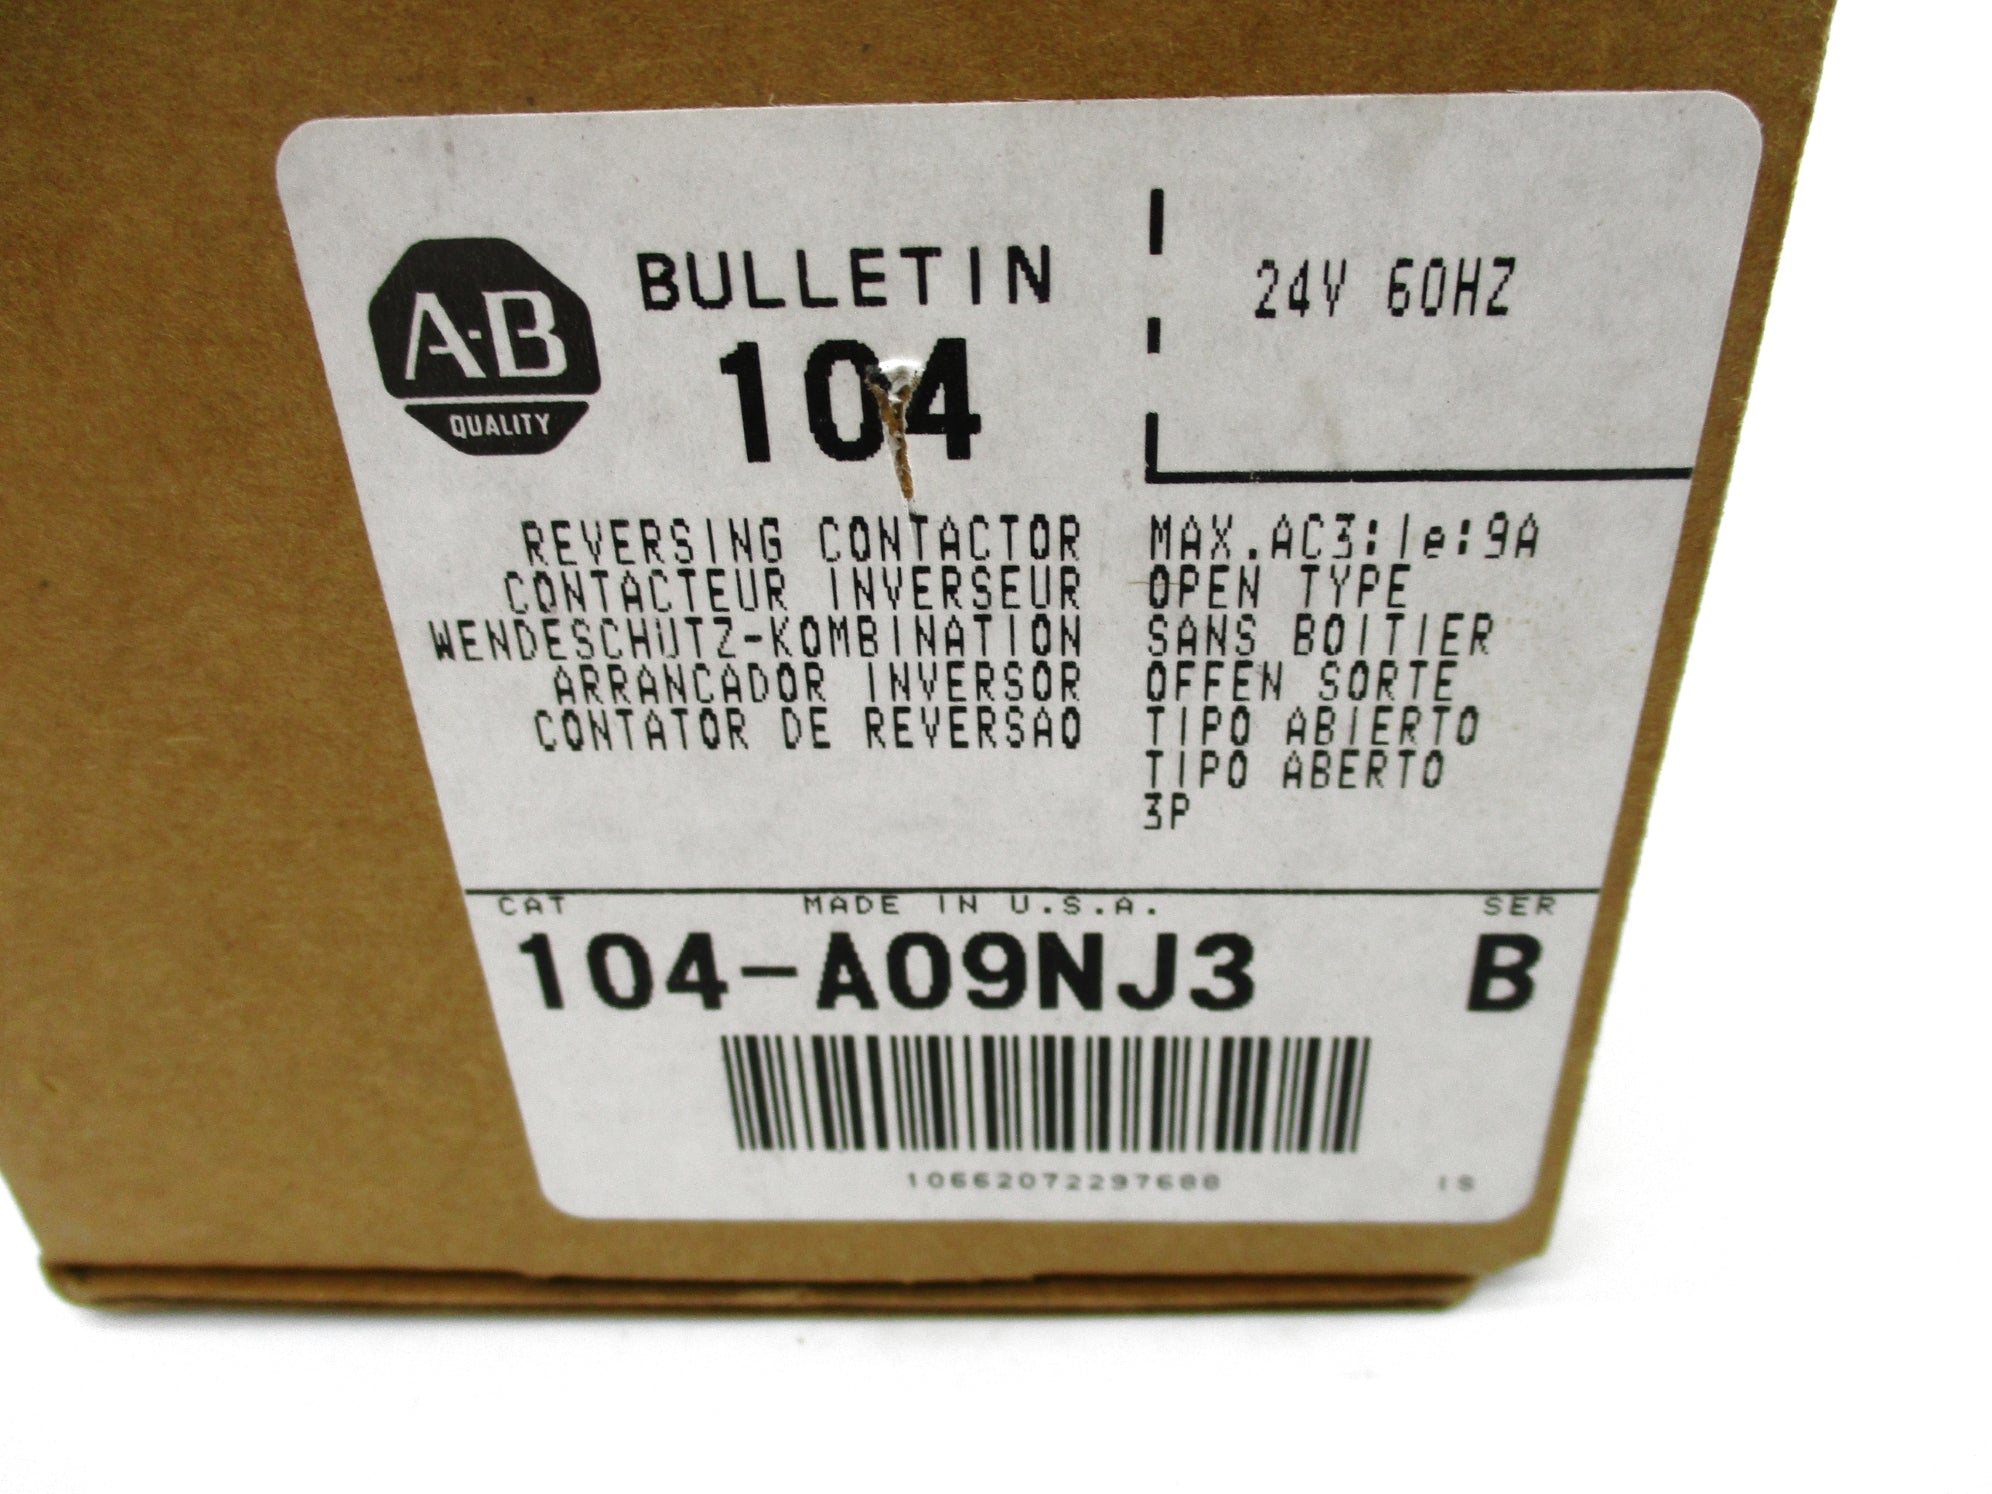 A-B
QUALITY
BULLETIN
104
24V 60HZ
REVERSING CONTACTOR
CONTACTEUR INVERSEUR
WENDESCHUTZ-KOMBINATION
ARRANCADOR INVERSOR
CONTATOR DE REVERSAO
MAX.AC3:Ie:9A
OPEN TYPE
SANS BOITIER
OFFEN SORTE
TIPO ABIERTO
TIPO ABERTO
3P
CAT MADE IN U.S.A. SER
104-A09NJ3 B
10662072297688 IS